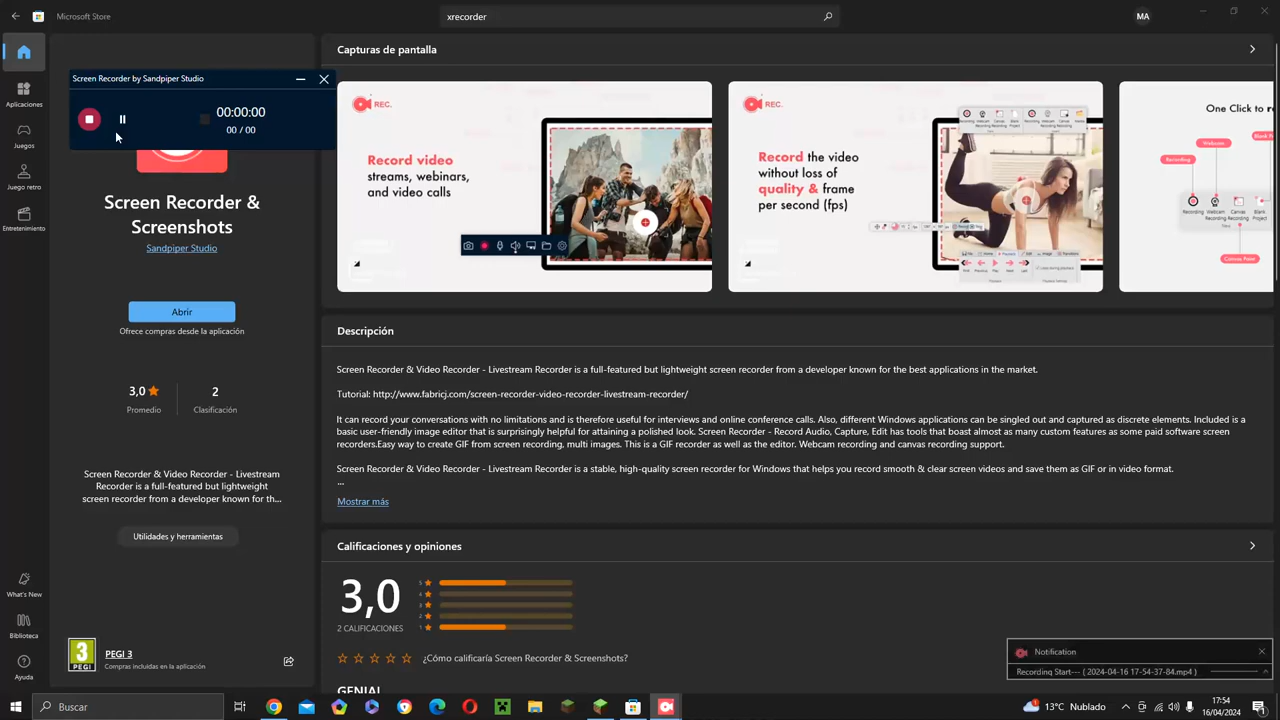 Microsoft Store
xrecorder
MA
Aplicaciones
Juegos
Juego retro
Entretenimiento
What's New
Biblioteca
Ayuda
Screen Recorder by Sandpiper Studio
00:00:00
00 / 00
Screen Recorder &
Screenshots
Sandpiper Studio
Abrir
Ofrece compras desde la aplicación
3,0
Promedio
2
Clasificación
Screen Recorder & Video Recorder - Livestream
Recorder is a full-featured but lightweight
screen recorder from a developer known for th...
Utilidades y herramientas
3
PEGI
PEGI 3
Compras incluidas en la aplicación
Capturas de pantalla
REC.
Record video
streams, webinars,
and video calls
REC.
Record the video
without loss of
quality & frame
per second (fps)
One Click to r
Webcam
Recording
Canvas Paint
Descripción
Screen Recorder & Video Recorder - Livestream Recorder is a full-featured but lightweight screen recorder from a developer known for the best applications in the market.
Tutorial: http://www.fabricj.com/screen-recorder-video-recorder-livestream-recorder/
It can record your conversations with no limitations and is therefore useful for interviews and online conference calls. Also, different Windows applications can be singled out and captured as discrete elements. Included is a
basic user-friendly image editor that is surprisingly helpful for attaining a polished look. Screen Recorder - Record Audio, Capture, Edit has tools that boast almost as many custom features as some paid software screen
recorders.Easy way to create GIF from screen recording, multi images. This is a GIF recorder as well as the editor. Webcam recording and canvas recording support.
Screen Recorder & Video Recorder - Livestream Recorder is a stable, high-quality screen recorder for Windows that helps you record smooth & clear screen videos and save them as GIF or in video format.
...
Mostrar más
Calificaciones y opiniones
3,0
2 CALIFICACIONES
5
4
3
2
1
¿Cómo calificaría Screen Recorder & Screenshots?
GENIAL
Notification
Recording Start--- ( 2024-04-16 17-54-37-84.mp4 )
Buscar
13°C Nublado
17:54
16/04/2024